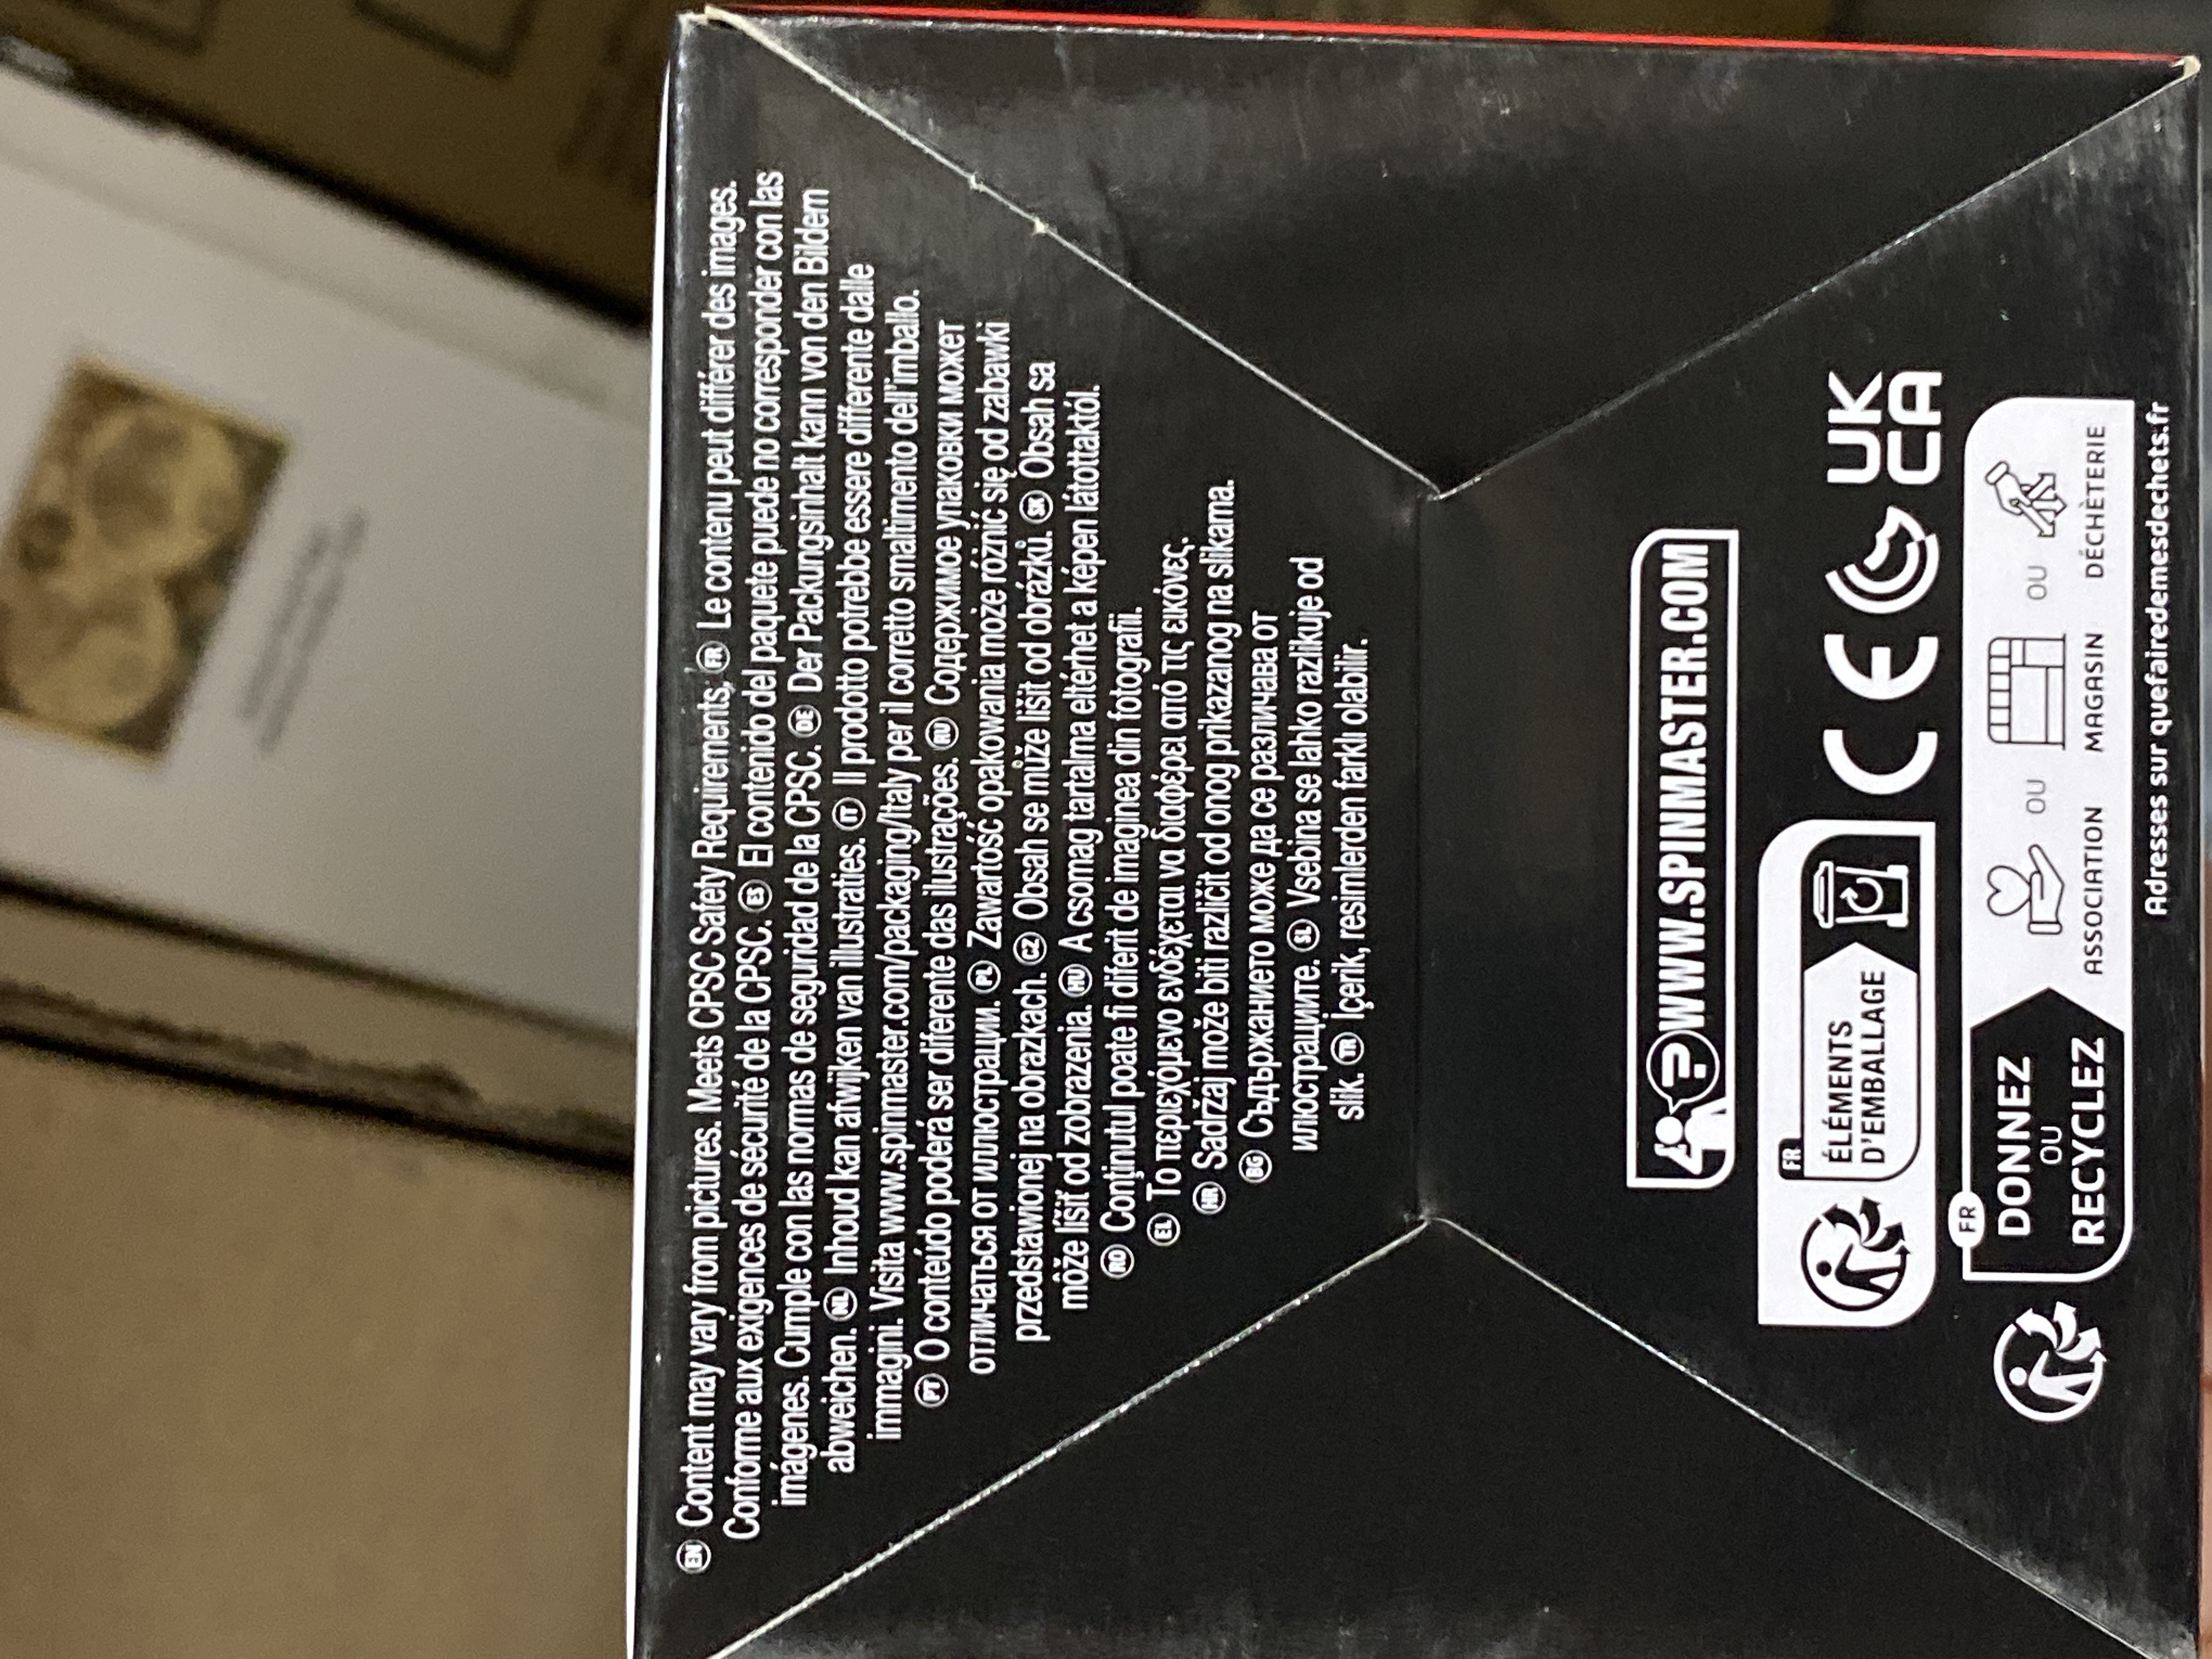 EN Content may vary from pictures. Meets CPSC Safety Requirements. FR Le contenu peut différer des images.
Conforme aux exigences de sécurité de la CPSC. ES El contenido del paquete puede no corresponder con las
imágenes. Cumple con las normas de seguridad de la CPSC. DE Der Packungsinhalt kann von den Bildern
abweichen. NL Inhoud kan afwijken van illustraties. IT Il prodotto potrebbe essere differente dalle
immagini. Visita www.spinmaster.com/packaging/Italy per il corretto smaltimento dell'imballo.
PT O conteúdo poderá ser diferente das ilustrações. RU Содержимое упаковки может
отличаться от иллюстрации. PL Zawartość opakowania może różnić się od zabawki
przedstawionej na obrazkach. CZ Obsah se může lišit od obrázků. SK Obsah sa
môže líšiť od zobrazenia. HU A csomag tartalma eltérhet a képen látottaktól.
RO Conţinutul poate fi diferit de imaginea din fotografii.
EL Το περιεχόμενο ενδέχεται να διαφέρει από τις εικόνες.
HR Sadržaj može biti različit od onog prikazanog na slikama.
BG Съдържанието може да се различава от
илюстрациите. SL Vsebina se lahko razlikuje od
slik. TR İçerik, resimlerden farklı olabilir.
?WWW.SPINMASTER.COM
FR
ÉLÉMENTS
D'EMBALLAGE
CE
UK
CA
FR
DONNEZ
OU
RECYCLEZ
ASSOCIATION OU MAGASIN OU DÉCHÈTERIE
Adresses sur quefairedemesdechets.fr